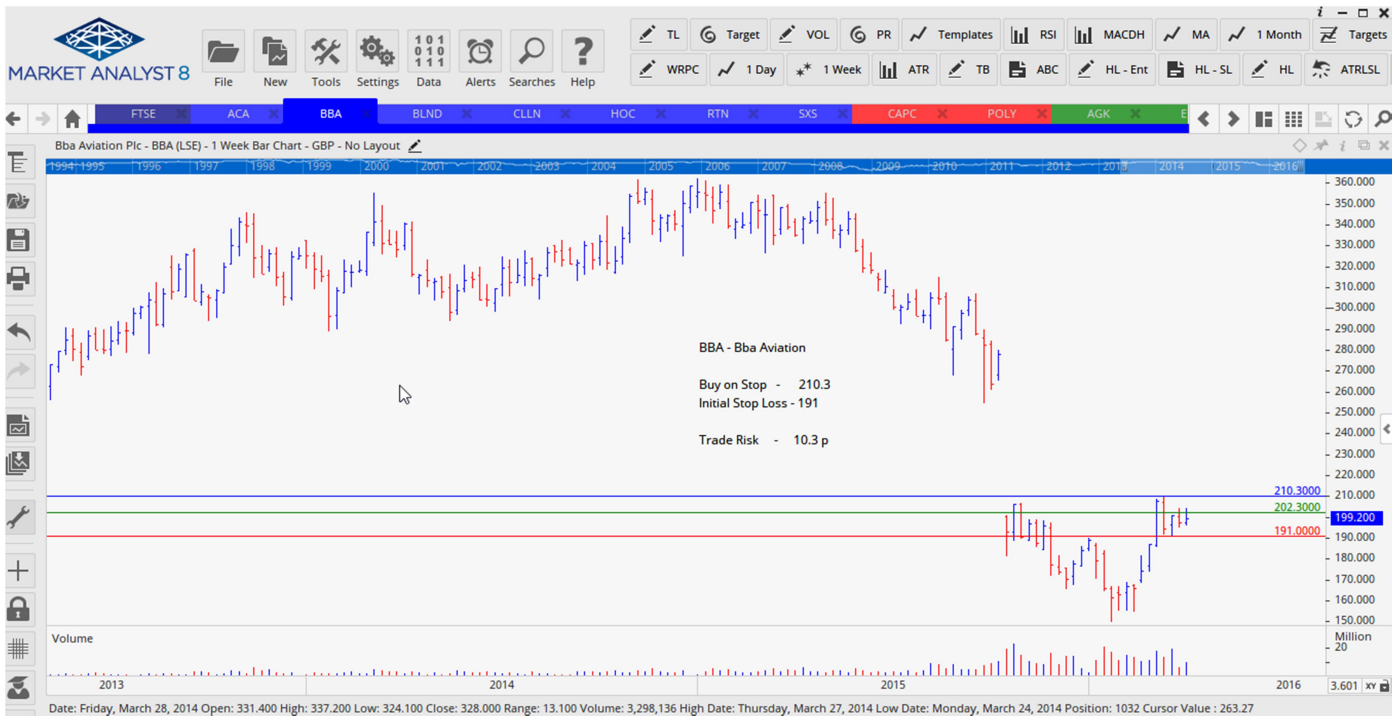 MARKET ANALYST 8
File New Tools Settings Data Alerts Searches Help
101
010
111
TL Target VOL PR Templates RSI MACDH MA 1 Month Targets
WRPC 1 Day 1 Week ATR TB ABC HL - Ent HL - SL HL ATRLSL
FTSE ACA BBA BLND CLLN HOC RTN SXS CAPC POLY AGK E
Bba Aviation Plc - BBA (LSE) - 1 Week Bar Chart - GBP - No Layout
1994 1995 1996 1997 1998 1999 2000 2001 2002 2003 2004 2005 2006 2007 2008 2009 2010 2011 2012 2013 2014 2015 2016
360.000
350.000
340.000
330.000
320.000
310.000
300.000
290.000
280.000
270.000
260.000
250.000
240.000
230.000
220.000
210.000
199.200
190.000
180.000
170.000
160.000
150.000
BBA - Bba Aviation
Buy on Stop - 210.3
Initial Stop Loss - 191
Trade Risk - 10.3 p
210.3000
202.3000
191.0000
Volume
Million
20
2013 2014 2015 2016
3.601 XY
Date: Friday, March 28, 2014 Open: 331.400 High: 337.200 Low: 324.100 Close: 328.000 Range: 13.100 Volume: 3,298,136 High Date: Thursday, March 27, 2014 Low Date: Monday, March 24, 2014 Position: 1032 Cursor Value : 263.27